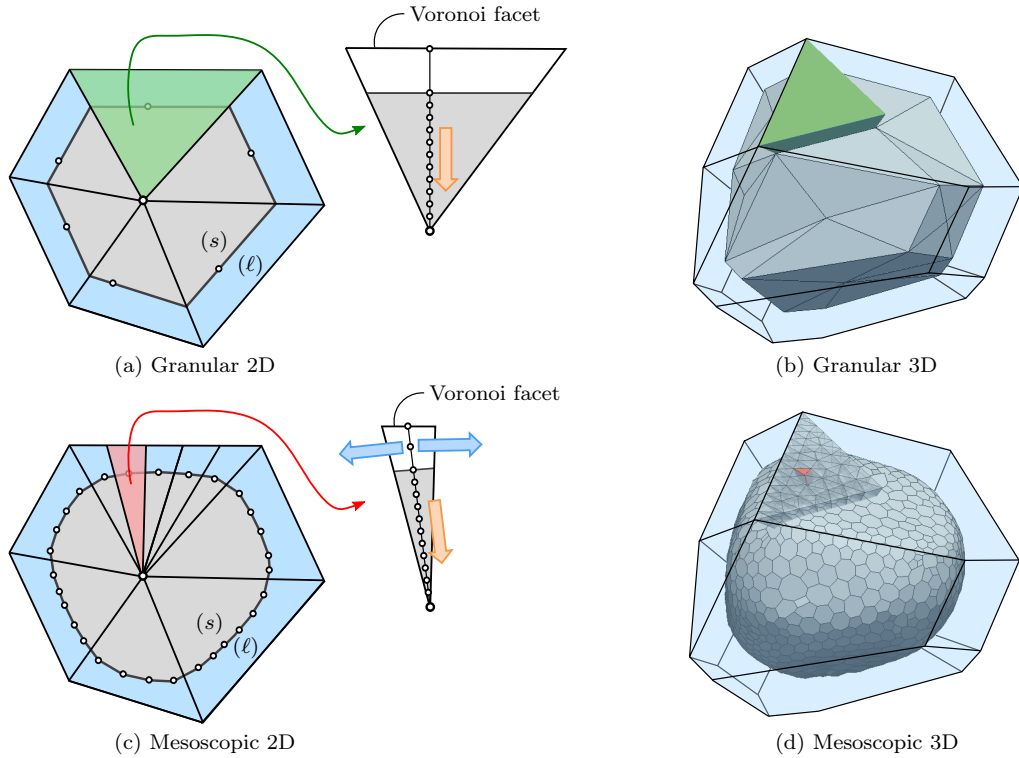 Voronoi facet
(s)
(ℓ)
(a) Granular 2D
(b) Granular 3D
Voronoi facet
(s)
(ℓ)
(c) Mesoscopic 2D
(d) Mesoscopic 3D